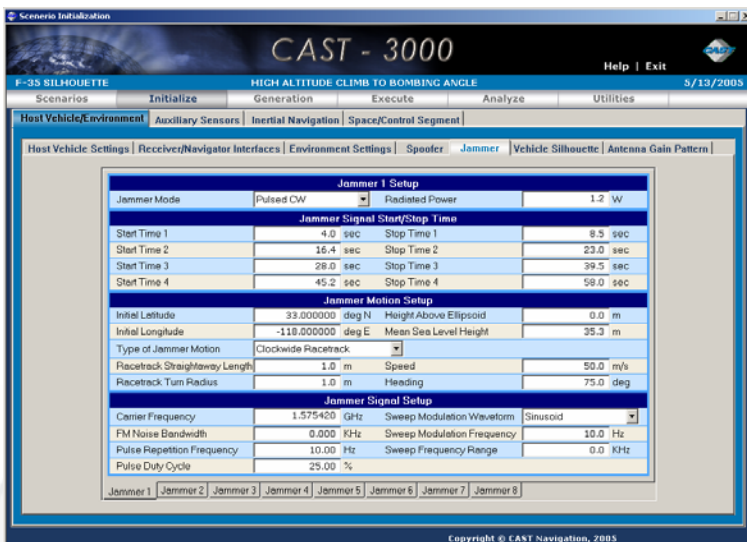 Scenerio Initialization
CAST - 3000
CAST
Help | Exit
F-35 SILHOUETTE HIGH ALTITUDE CLIMB TO BOMBING ANGLE 5/13/2005
Scenarios Initialize Generation Execute Analyze Utilities
Host Vehicle/Environment Auxiliary Sensors Inertial Navigation Space/Control Segment
Host Vehicle Settings Receiver/Navigator Interfaces Environment Settings Spoofer Jammer Vehicle Silhouette Antenna Gain Pattern
Jammer 1 Setup
Jammer Mode Pulsed CW Radiated Power 1.2 W
Jammer Signal Start/Stop Time
Start Time 1 4.0 sec Stop Time 1 8.5 sec
Start Time 2 16.4 sec Stop Time 2 23.0 sec
Start Time 3 28.0 sec Stop Time 3 39.5 sec
Start Time 4 45.2 sec Stop Time 4 58.0 sec
Jammer Motion Setup
Initial Latitude 33.000000 deg N Height Above Ellipsoid 0.0 m
Initial Longitude -118.000000 deg E Mean Sea Level Height 35.3 m
Type of Jammer Motion Clockwide Racetrack
Racetrack Straightaway Length 1.0 m Speed 50.0 m/s
Racetrack Turn Radius 1.0 m Heading 75.0 deg
Jammer Signal Setup
Carrier Frequency 1.575420 GHz Sweep Modulation Waveform Sinusoid
FM Noise Bandwidth 0.000 KHz Sweep Modulation Frequency 10.0 Hz
Pulse Repetition Frequency 10.00 Hz Sweep Frequency Range 0.0 KHz
Pulse Duty Cycle 25.00 %
Jammer 1 Jammer 2 Jammer 3 Jammer 4 Jammer 5 Jammer 6 Jammer 7 Jammer 8
Copyright © CAST Navigation, 2005